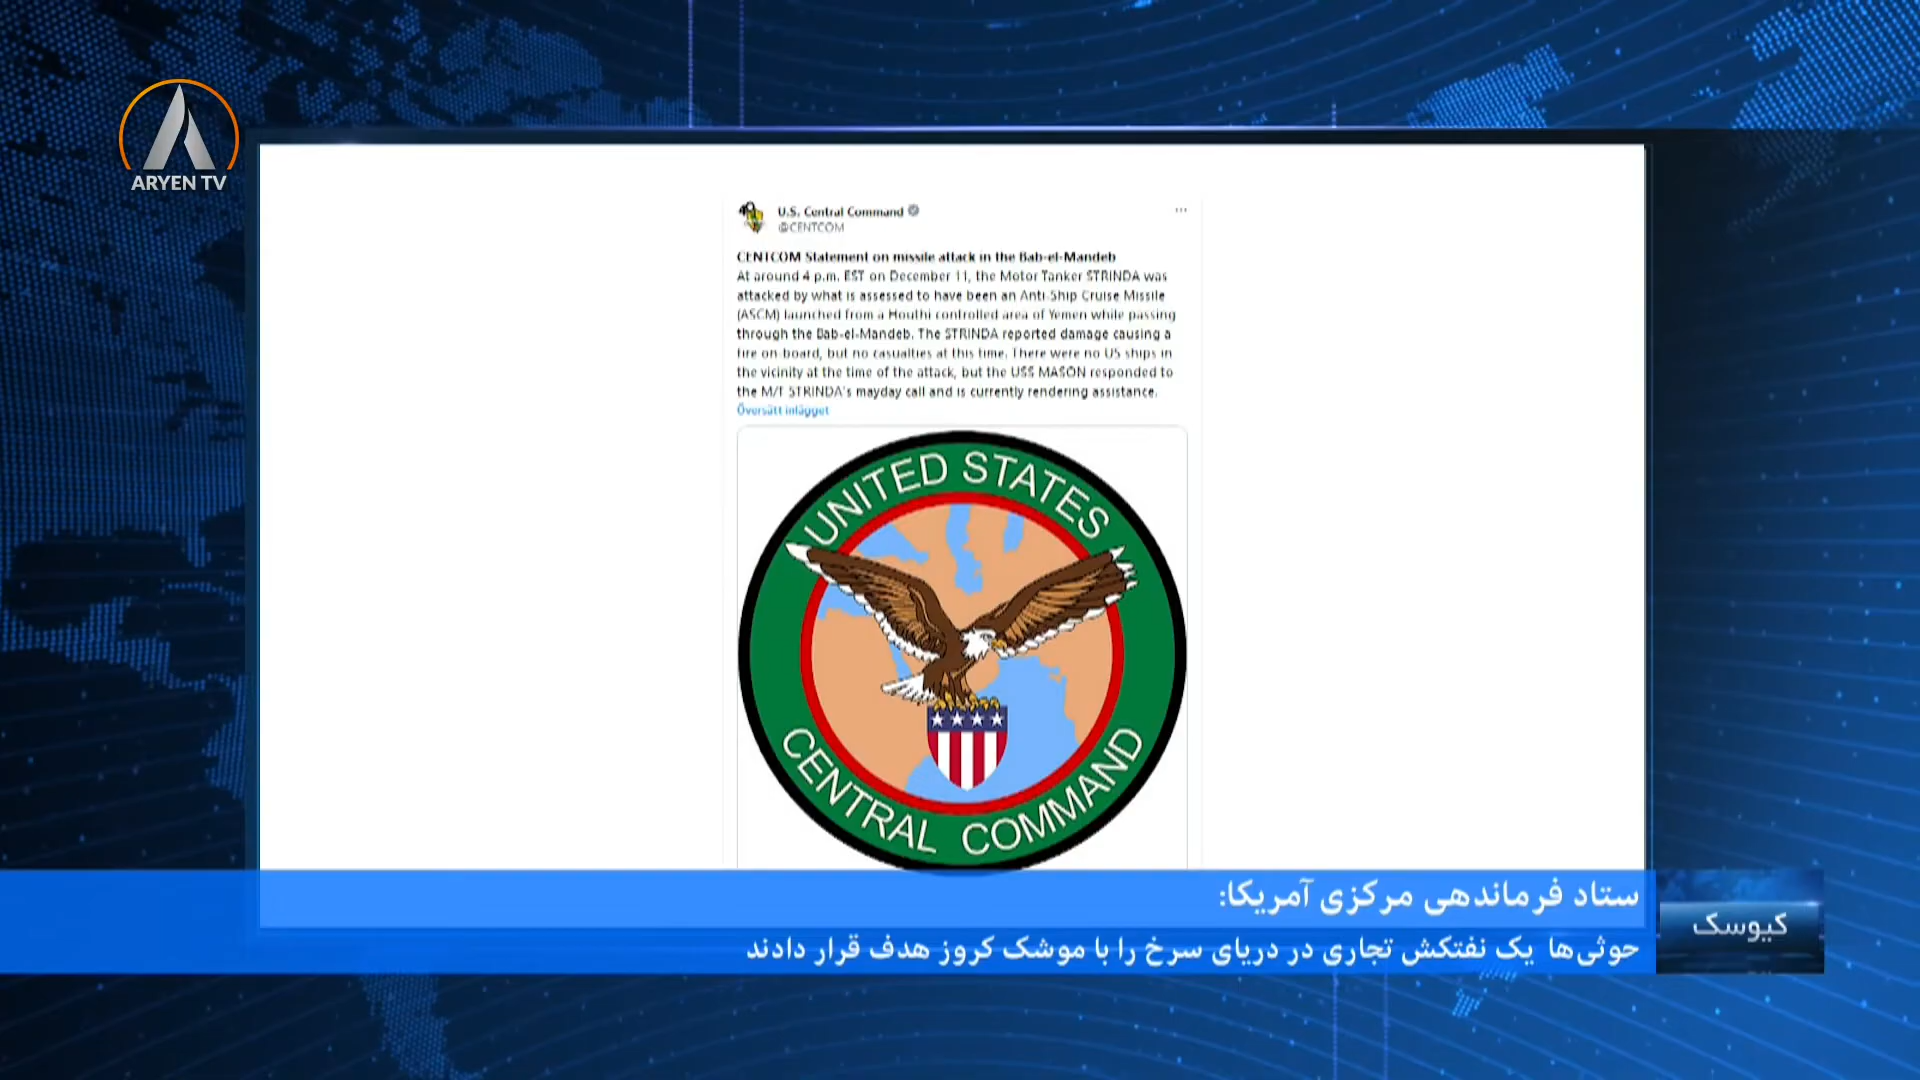 ARYEN TV
U.S. Central Command
@CENTCOM
CENTCOM Statement on missile attack in the Bab-el-Mandeb
At around 4 p.m. EST on December 11, the Motor Tanker STRINDA was
attacked by what is assessed to have been an Anti-Ship Cruise Missile
(ASCM) launched from a Houthi controlled area of Yemen while passing
through the Bab-el-Mandeb. The STRINDA reported damage causing a
fire on board, but no casualties at this time. There were no US ships in
the vicinity at the time of the attack, but the USS MASON responded to
the M/T STRINDA's mayday call and is currently rendering assistance.
Översätt inlägget
UNITED STATES
CENTRAL COMMAND
ستاد فرماندهی مرکزی آمریکا:
حوثی‌ها یک نفتکش تجاری در دریای سرخ را با موشک کروز هدف قرار دادند
کیوسک